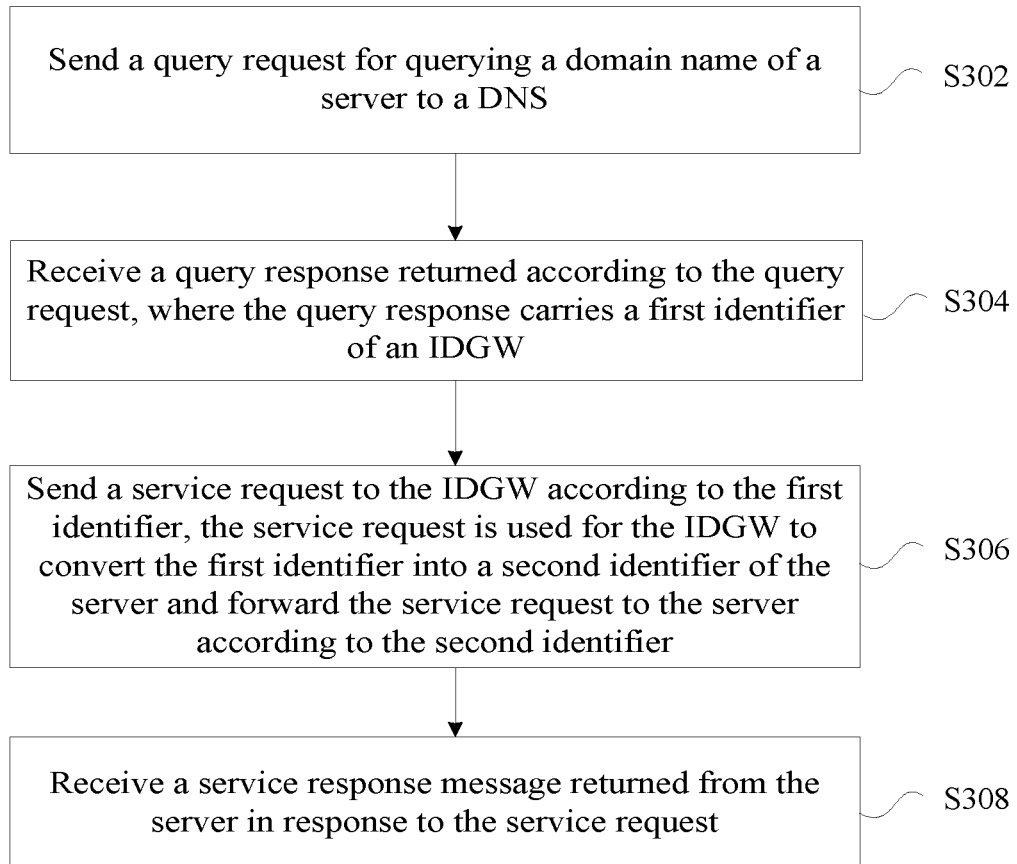 Send a query request for querying a domain name of a
server to a DNS
S302
Receive a query response returned according to the query
request, where the query response carries a first identifier
of an IDGW
S304
Send a service request to the IDGW according to the first
identifier, the service request is used for the IDGW to
convert the first identifier into a second identifier of the
server and forward the service request to the server
according to the second identifier
S306
Receive a service response message returned from the
server in response to the service request
S308